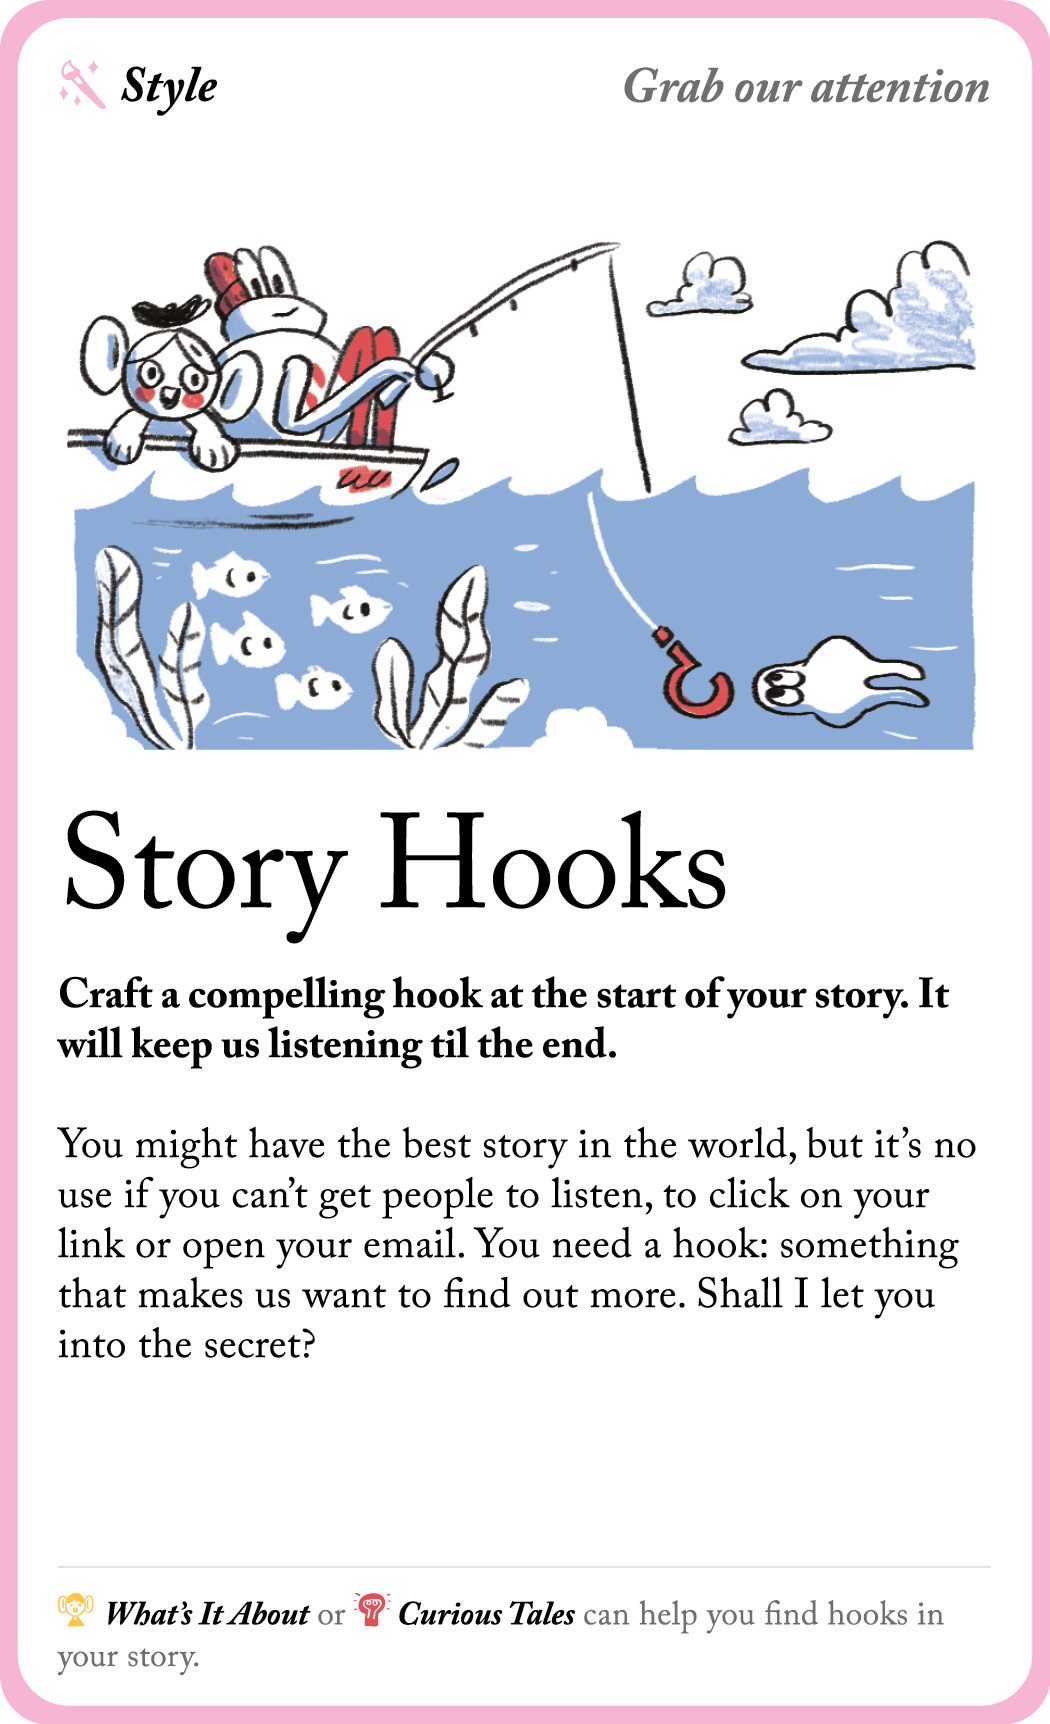 Style
Grab our attention
Story Hooks
Craft a compelling hook at the start of your story. It
will keep us listening til the end.
You might have the best story in the world, but it’s no
use if you can’t get people to listen, to click on your
link or open your email. You need a hook: something
that makes us want to find out more. Shall I let you
into the secret?
What’s It About or Curious Tales can help you find hooks in
your story.